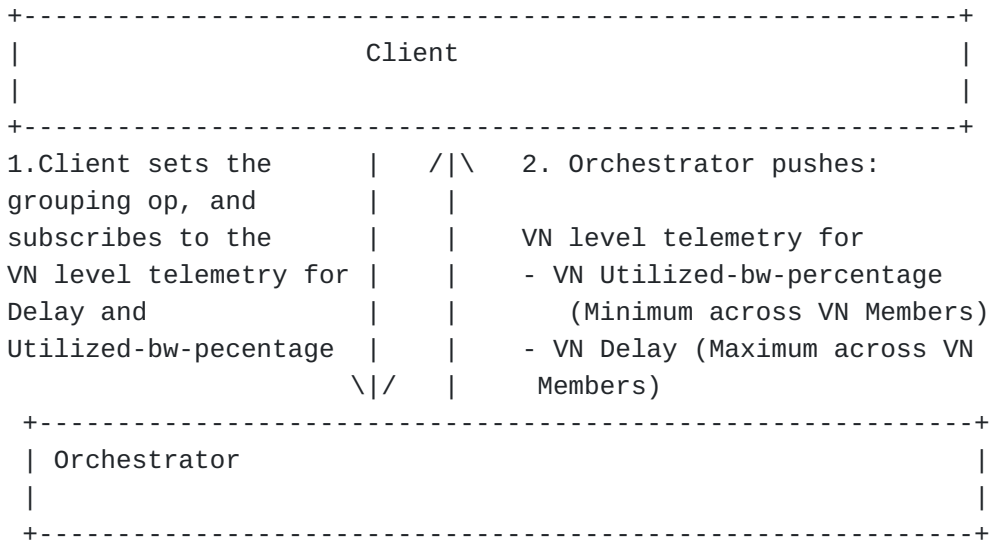 Client
1.Client sets the | /|\ 2. Orchestrator pushes:
grouping op, and | |
subscribes to the | | VN level telemetry for
VN level telemetry for | | - VN Utilized-bw-percentage
Delay and | | (Minimum across VN Members)
Utilized-bw-pecentage | | - VN Delay (Maximum across VN
\|/ | Members)
Orchestrator